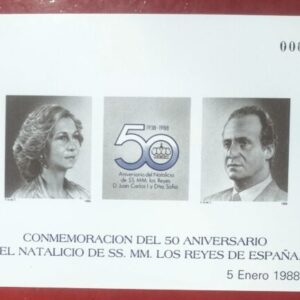 000
1938-1988
50
Aniversario del Natalicio
de SS. MM. los Reyes
D. Juan Carlos I y Dña. Sofia
CONMEMORACION DEL 50 ANIVERSARIO
EL NATALICIO DE SS. MM. LOS REYES DE ESPAÑA
5 Enero 1988